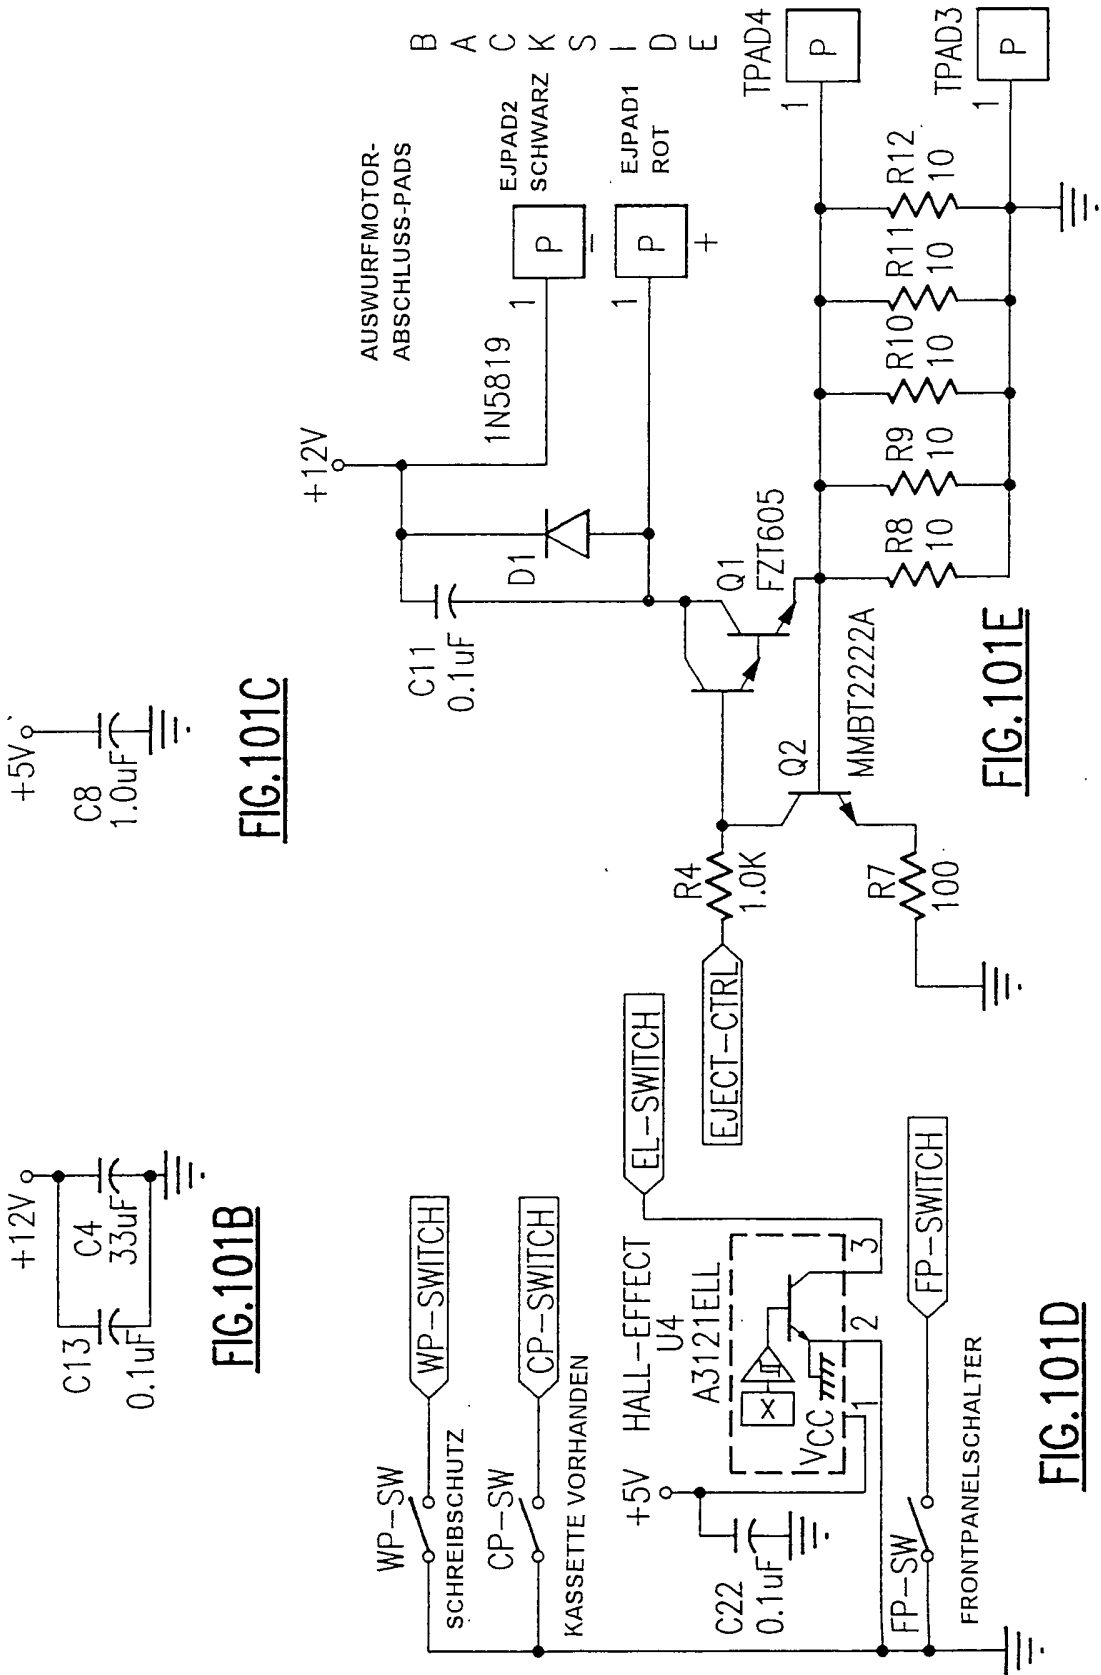 +12V
C13
0.1uF
C4
33uF
FIG.101B
+5V
C8
1.0uF
FIG.101C
WP-SW
SCHREIBSCHUTZ
WP-SWITCH
CP-SW
KASSETTE VORHANDEN
CP-SWITCH
+5V
C22
0.1uF
HALL-EFFECT
U4
A3121ELL
X
VCC
1
2
3
EL-SWITCH
FP-SW
FRONTPANELSCHALTER
FP-SWITCH
FIG.101D
+12V
AUSWURFMOTOR-
ABSCHLUSS-PADS
C11
0.1uF
D1
1N5819
1
P
-
EJPAD2
SCHWARZ
1
P
+
EJPAD1
ROT
BACKSIDE
EJECT-CTRL
R4
1.0K
Q1
FZT605
Q2
MMBT2222A
R7
100
R8
10
R9
10
R10
10
R11
10
R12
10
1
P
TPAD4
1
P
TPAD3
FIG.101E